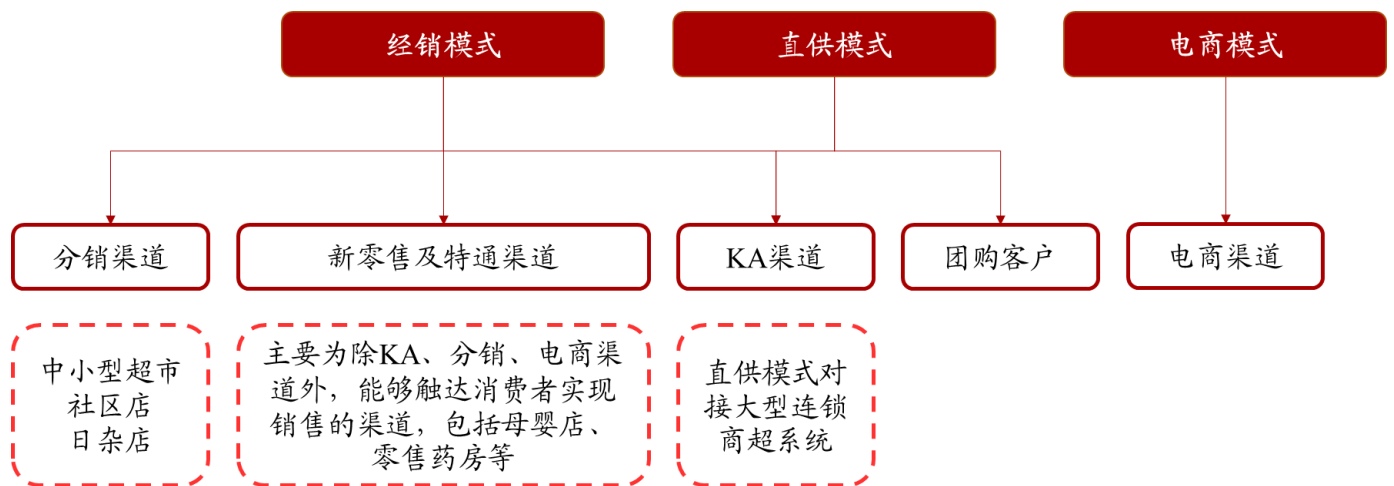 经销模式
直供模式
电商模式
分销渠道
新零售及特通渠道
KA渠道
团购客户
电商渠道
中小型超市
社区店
日杂店
主要为除KA、分销、电商渠
道外，能够触达消费者实现
销售的渠道，包括母婴店、
零售药房等
直供模式对
接大型连锁
商超系统